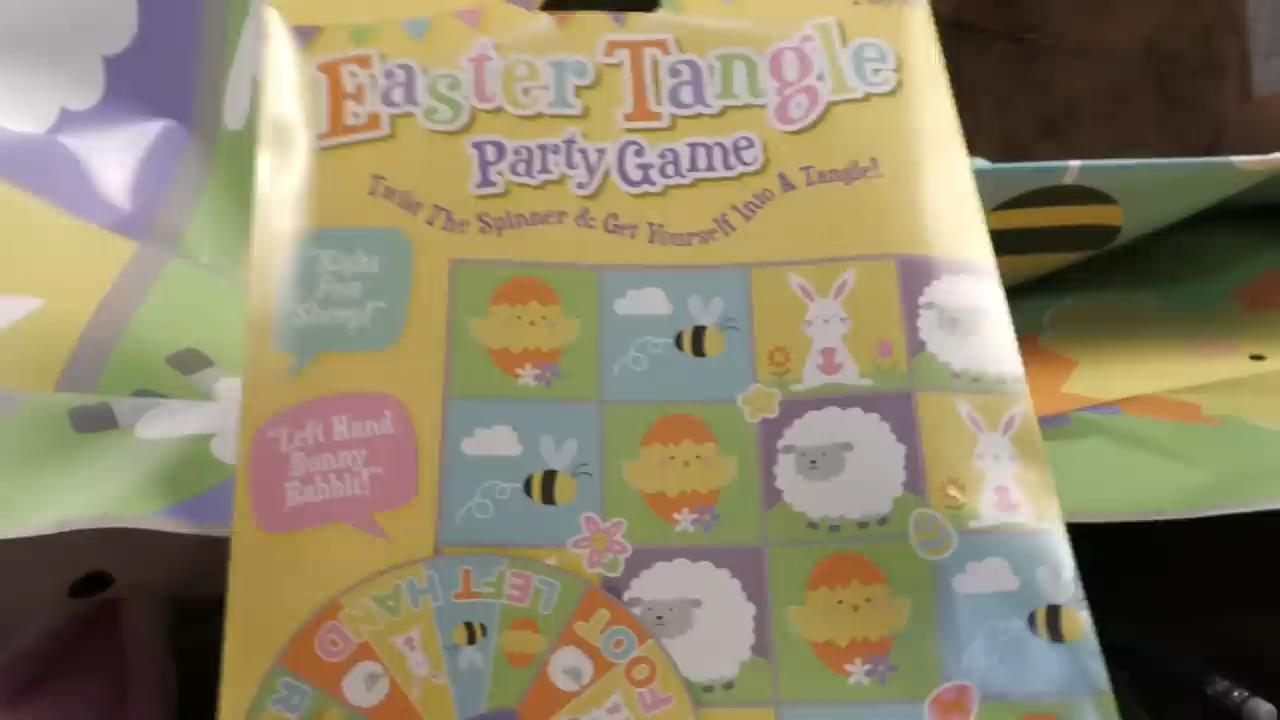 Easter Tangle
Party Game
Twist The Spinner & Get Yourself Into A Tangle!
"Right
Foot
Sheep!"
"Left Hand
Bunny
Rabbit!"
LEFT HAND
FOOT
R